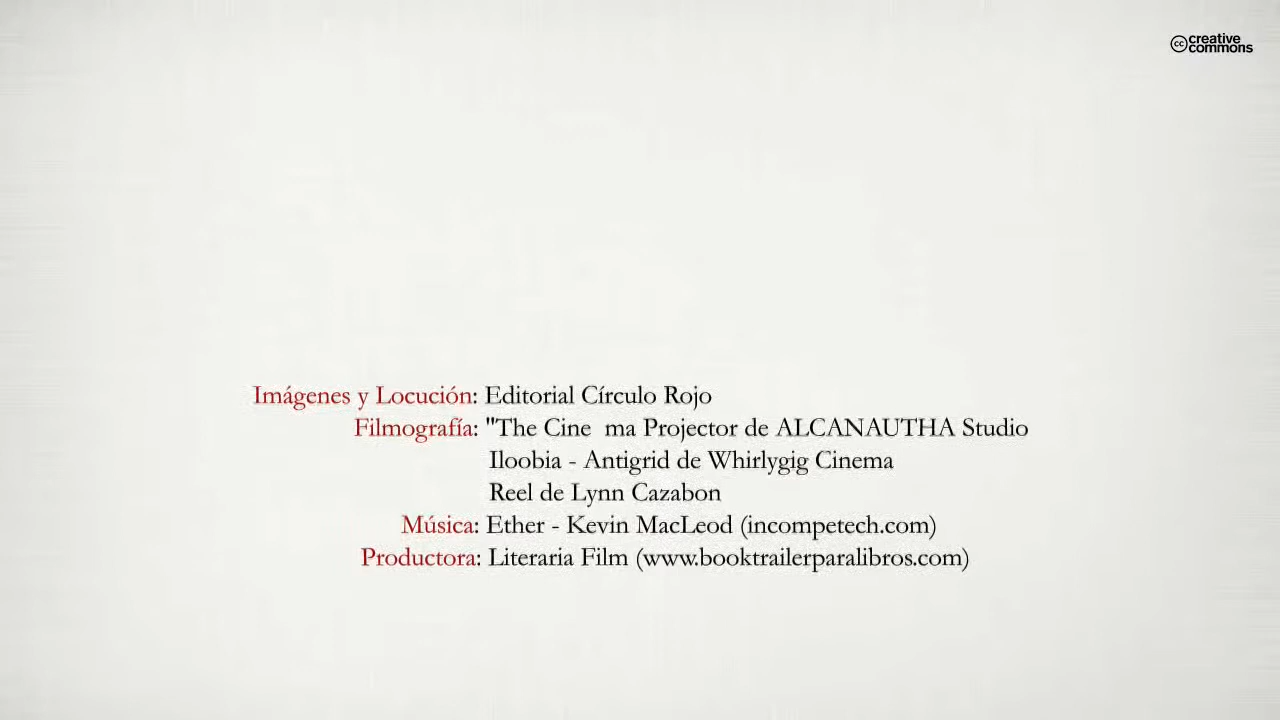 creative
commons
Imágenes y Locución: Editorial Círculo Rojo
Filmografía: "The Cine  ma Projector de ALCANAUTHA Studio
Iloobia - Antigrid de Whirlygig Cinema
Reel de Lynn Cazabon
Música: Ether - Kevin MacLeod (incompetech.com)
Productora: Literaria Film (www.booktrailerparalibros.com)